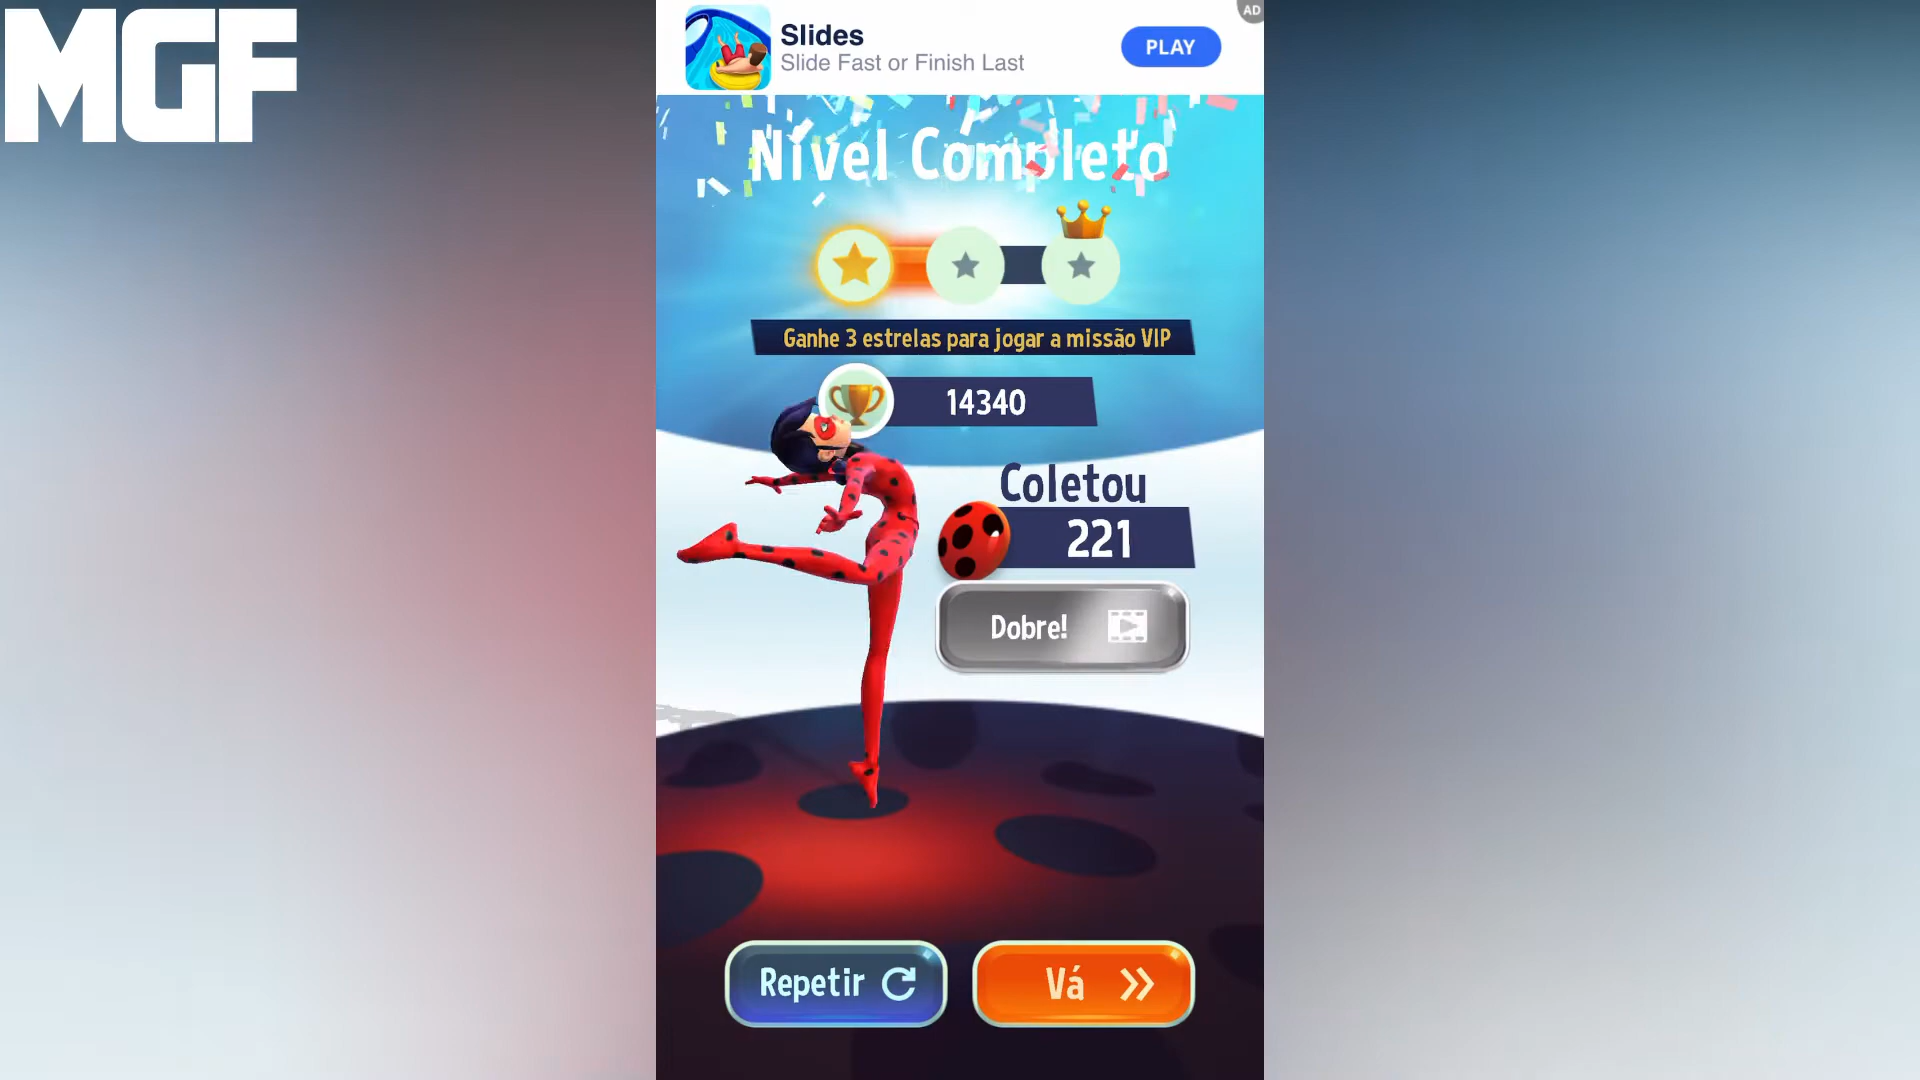 MGF
Slides
Slide Fast or Finish Last
PLAY
AD
Nível Completo
Ganhe 3 estrelas para jogar a missão VIP
14340
Coletou
221
Dobre!
Repetir
Vá